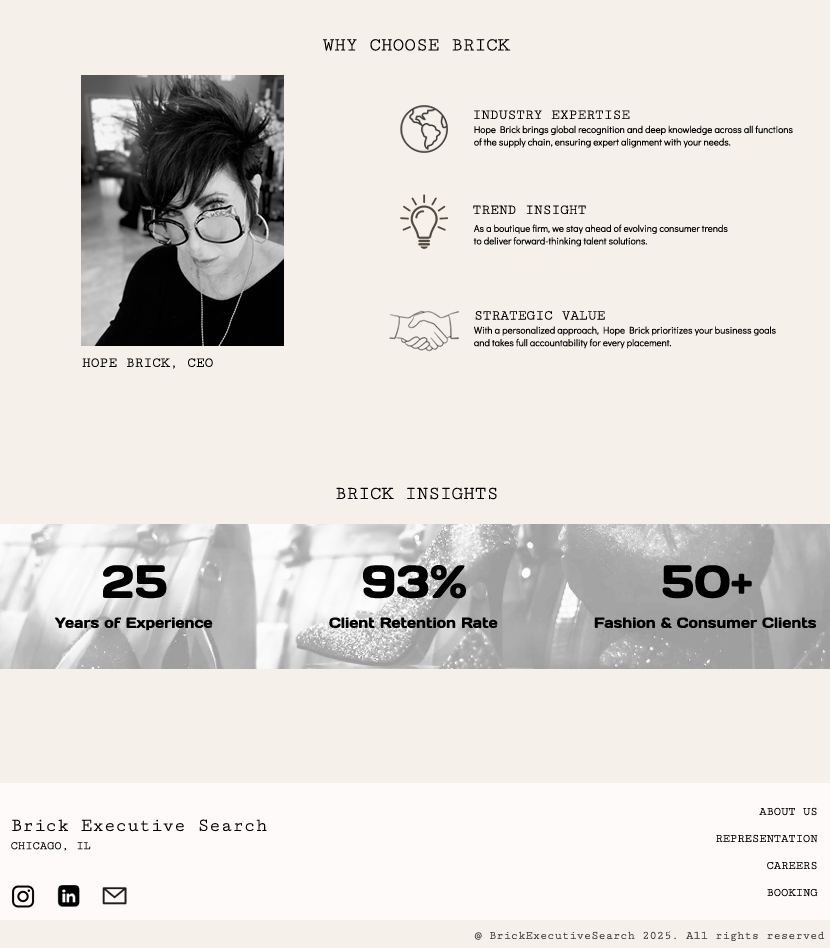 WHY CHOOSE BRICK
INDUSTRY EXPERTISE
Hope Brick brings global recognition and deep knowledge across all functions
of the supply chain, ensuring expert alignment with your needs.
TREND INSIGHT
As a boutique firm, we stay ahead of evolving consumer trends
to deliver forward-thinking talent solutions.
STRATEGIC VALUE
With a personalized approach, Hope Brick prioritizes your business goals
and takes full accountability for every placement.
HOPE BRICK, CEO
BRICK INSIGHTS
25
Years of Experience
93%
Client Retention Rate
50+
Fashion & Consumer Clients
Brick Executive Search
CHICAGO, IL
in
ABOUT US
REPRESENTATION
CAREERS
BOOKING
@ BrickExecutiveSearch 2025. All rights reserved